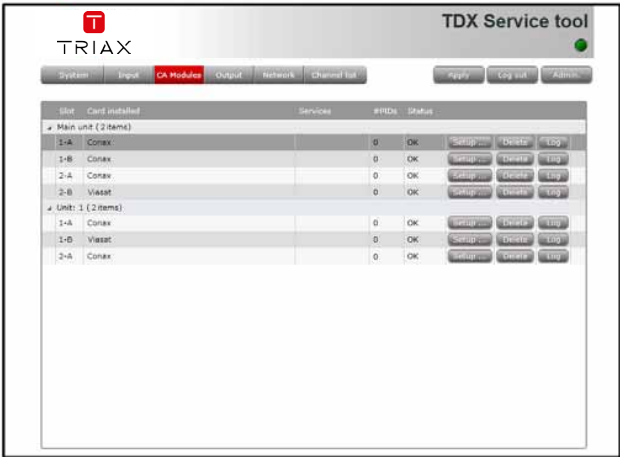 TDX Service tool
TRIAX
System Input CA Modules Output Network Channel list Apply Log out Admin.
Slot Card installed Services #PIDs Status
Main unit (2 items)
1-A Conax 0 OK Setup ... Delete Log
1-B Conax 0 OK Setup ... Delete Log
2-A Conax 0 OK Setup ... Delete Log
2-B Viasat 0 OK Setup ... Delete Log
Unit: 1 (2 items)
1-A Conax 0 OK Setup ... Delete Log
1-B Viasat 0 OK Setup ... Delete Log
2-A Conax 0 OK Setup ... Delete Log